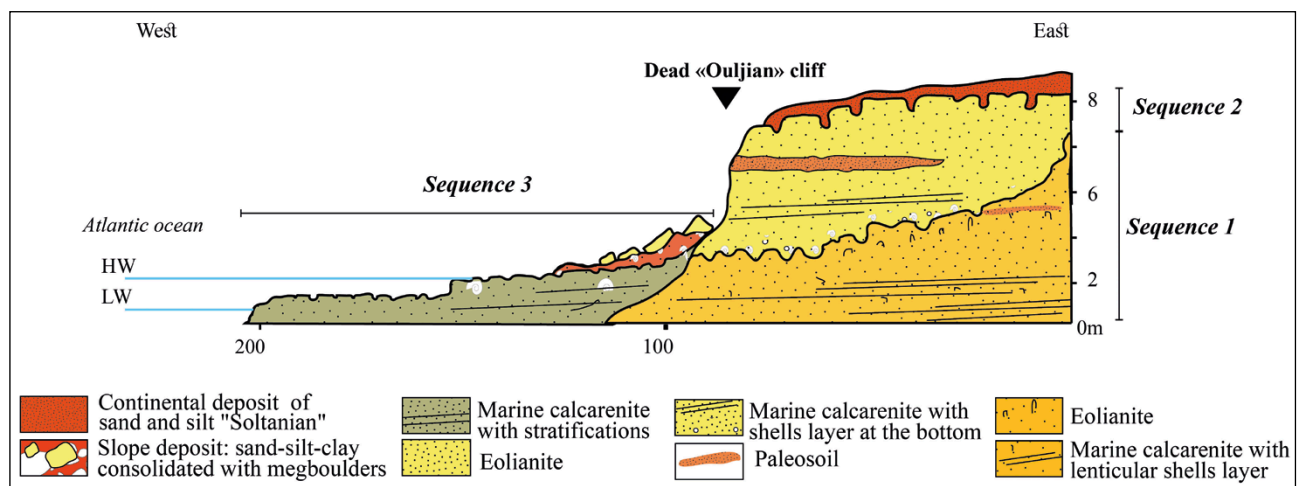 West
East
Dead «Ouljian» cliff
8
Sequence 2
Sequence 3
6
Atlantic ocean
Sequence 1
4
HW
2
LW
0m
200
100
Continental deposit of
sand and silt "Soltanian"
Slope deposit: sand-silt-clay
consolidated with megboulders
Marine calcarenite
with stratifications
Eolianite
Marine calcarenite with
shells layer at the bottom
Paleosoil
Eolianite
Marine calcarenite with
lenticular shells layer